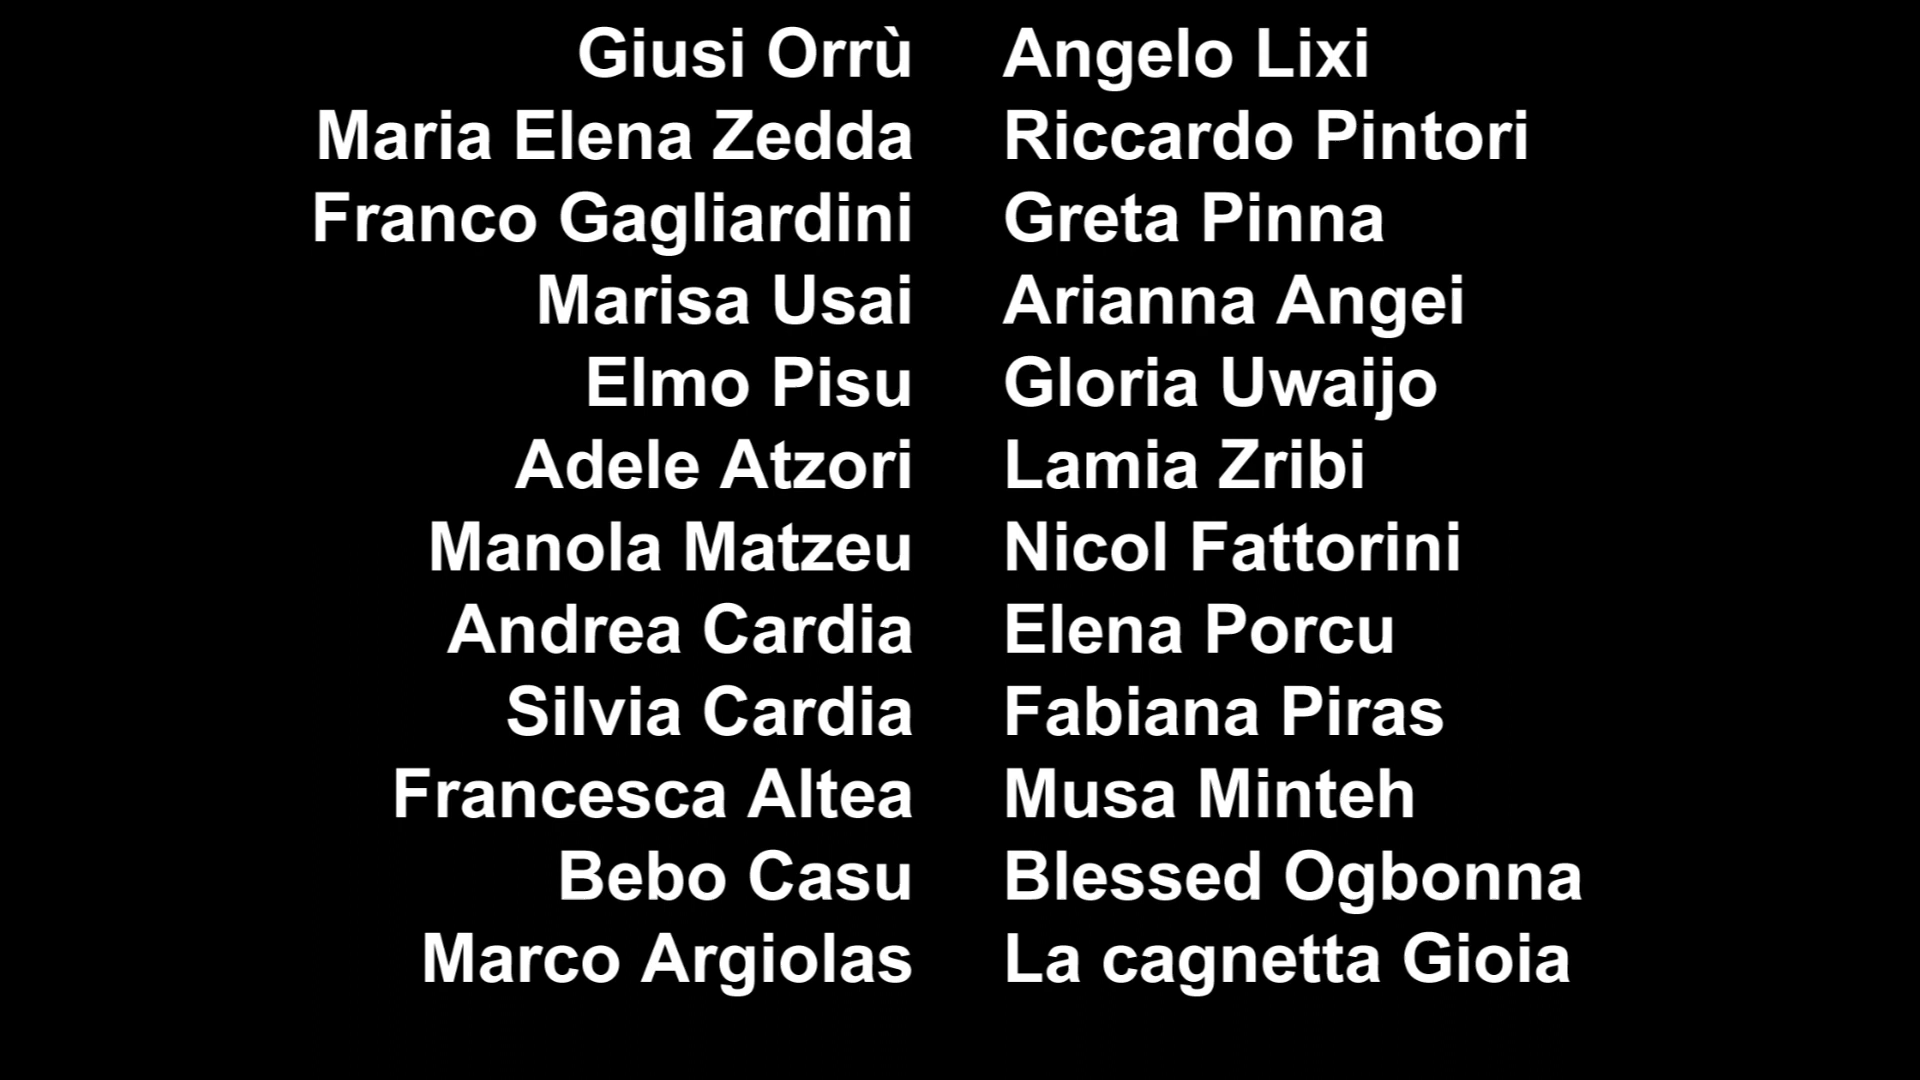 Giusi Orrù
Maria Elena Zedda
Franco Gagliardini
Marisa Usai
Elmo Pisu
Adele Atzori
Manola Matzeu
Andrea Cardia
Silvia Cardia
Francesca Altea
Bebo Casu
Marco Argiolas
Angelo Lixi
Riccardo Pintori
Greta Pinna
Arianna Angei
Gloria Uwaijo
Lamia Zribi
Nicol Fattorini
Elena Porcu
Fabiana Piras
Musa Minteh
Blessed Ogbonna
La cagnetta Gioia